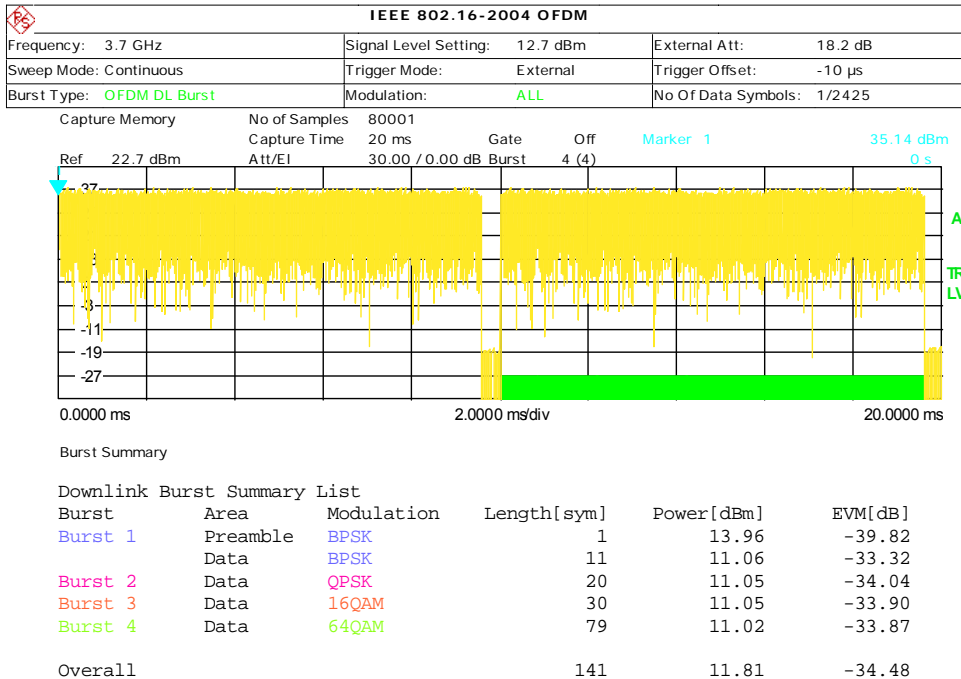 R&S
IEEE 802.16-2004 OFDM
Frequency: 3.7 GHz Signal Level Setting: 12.7 dBm External Att: 18.2 dB
Sweep Mode: Continuous Trigger Mode: External Trigger Offset: -10 µs
Burst Type: OFDM DL Burst Modulation: ALL No Of Data Symbols: 1/2425
Capture Memory No of Samples 80001
Capture Time 20 ms Gate Off Marker 1 35.14 dBm
Ref 22.7 dBm Att/El 30.00 / 0.00 dB Burst 4 (4) 0 s
37
A
-3
LV
-11
-19
-27
0.0000 ms 2.0000 ms/div 20.0000 ms
Burst Summary
Downlink Burst Summary List
Burst Area Modulation Length[sym] Power[dBm] EVM[dB]
Burst 1 Preamble BPSK 1 13.96 -39.82
Data BPSK 11 11.06 -33.32
Burst 2 Data QPSK 20 11.05 -34.04
Burst 3 Data 16QAM 30 11.05 -33.90
Burst 4 Data 64QAM 79 11.02 -33.87
Overall 141 11.81 -34.48